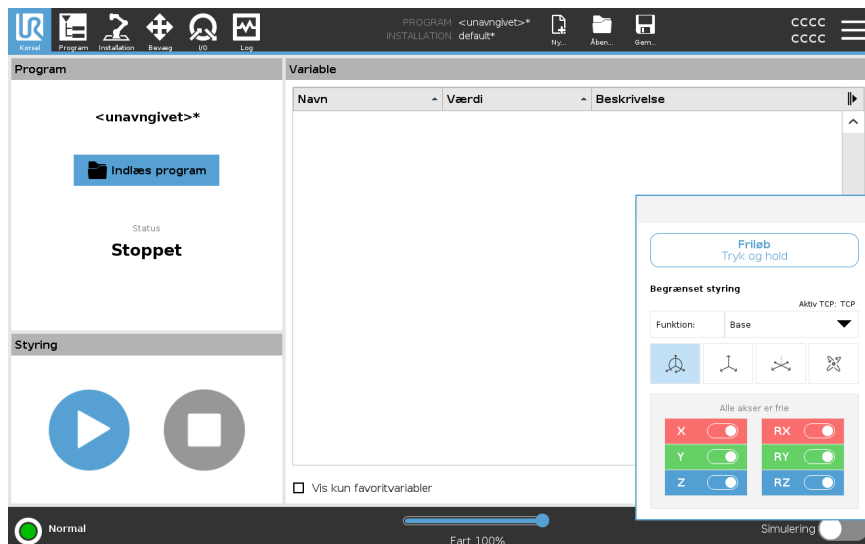 UR
Kørsel
Program
Installation
Bevæg
I/O
Log
PROGRAM <unavngivet>*
INSTALLATION default*
Ny...
Åben...
Gem...
CCCC
CCCC
Program
<unavngivet>*
Indlæs program
Status
Stoppet
Styring
Variable
Navn
Værdi
Beskrivelse
Vis kun favoritvariabler
Friløb
Tryk og hold
Begrænset styring
Aktiv TCP: TCP
Funktion: Base
Alle akser er frie
X RX
Y RY
Z RZ
Normal
Fart 100%
Simulering